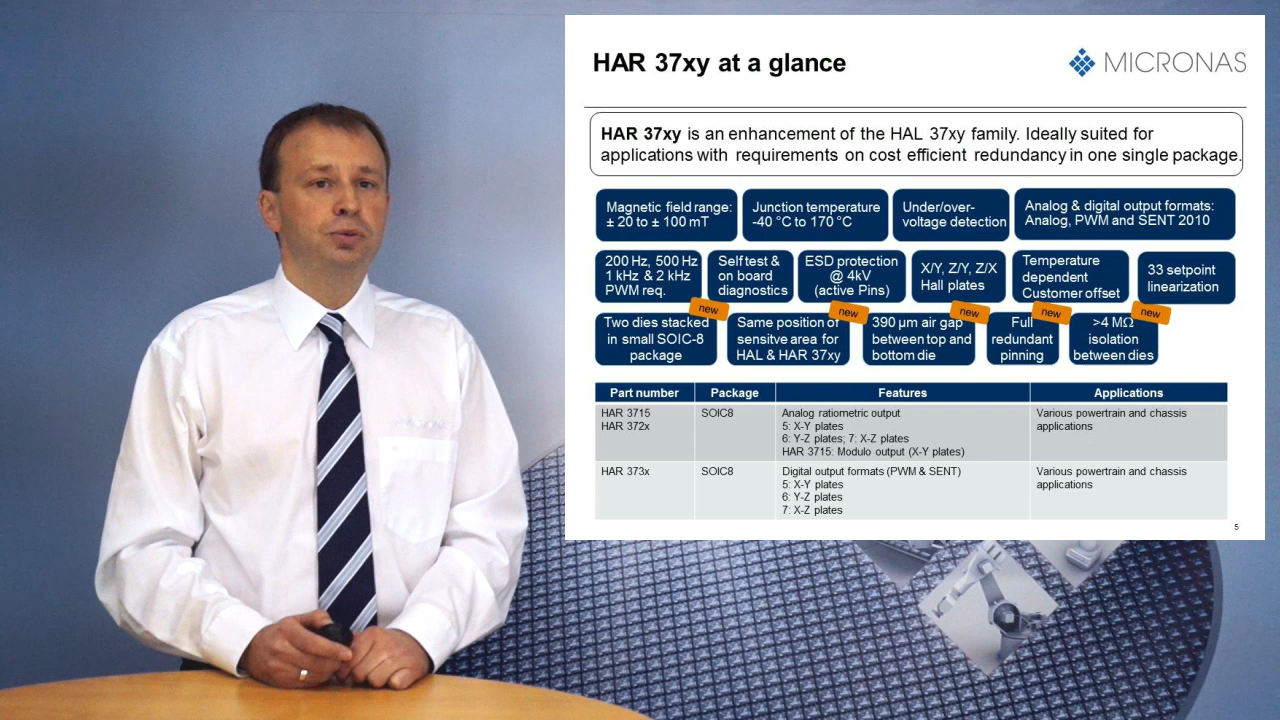 HAR 37xy at a glance
MICRONAS
HAR 37xy is an enhancement of the HAL 37xy family. Ideally suited for
applications with requirements on cost efficient redundancy in one single package.
Magnetic field range:
± 20 to ± 100 mT
Junction temperature
-40 °C to 170 °C
Under/over-
voltage detection
Analog & digital output formats:
Analog, PWM and SENT 2010
200 Hz, 500 Hz
1 kHz & 2 kHz
PWM req.
Self test &
on board
diagnostics
ESD protection
@ 4kV
(active Pins)
X/Y, Z/Y, Z/X
Hall plates
Temperature
dependent
Customer offset
33 setpoint
linearization
new
new
new
new
new
Two dies stacked
in small SOIC-8
package
Same position of
sensitve area for
HAL & HAR 37xy
390 µm air gap
between top and
bottom die
Full
redundant
pinning
>4 MΩ
isolation
between dies
Part number Package Features Applications
HAR 3715 SOIC8 Analog ratiometric output Various powertrain and chassis
HAR 372x 5: X-Y plates applications
6: Y-Z plates; 7: X-Z plates
HAR 3715: Modulo output (X-Y plates)
HAR 373x SOIC8 Digital output formats (PWM & SENT) Various powertrain and chassis
5: X-Y plates applications
6: Y-Z plates
7: X-Z plates
5